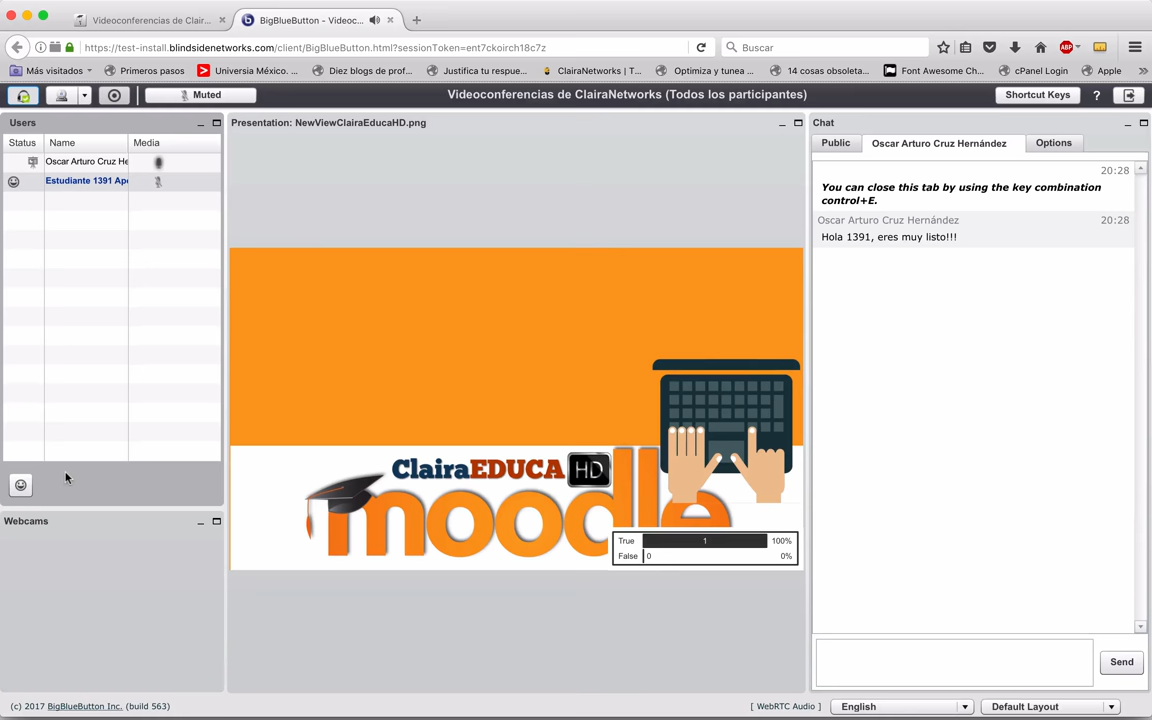 Videoconferencias de Clair...
BigBlueButton - Videoc...
https://test-install.blindsidenetworks.com/client/BigBlueButton.html?sessionToken=ent7ckoirch18c7z
Buscar
ABP
Más visitados
Primeros pasos
Universia México. ...
Diez blogs de prof...
Justifica tu respue...
ClairaNetworks | T...
Optimiza y tunea ...
14 cosas obsoleta...
Font Awesome Ch...
cPanel Login
Apple
Muted
Videoconferencias de ClairaNetworks (Todos los participantes)
Shortcut Keys
?
Users
Status Name Media
Oscar Arturo Cruz He
Estudiante 1391 Ap
Webcams
Presentation: NewViewClairaEducaHD.png
ClairaEDUCA HD
moodle
True 1 100%
False 0 0%
Chat
Public
Oscar Arturo Cruz Hernández
Options
20:28
You can close this tab by using the key combination
control+E.
Oscar Arturo Cruz Hernández 20:28
Hola 1391, eres muy listo!!!
Send
(c) 2017 BigBlueButton Inc. (build 563)
[ WebRTC Audio ]
English
Default Layout